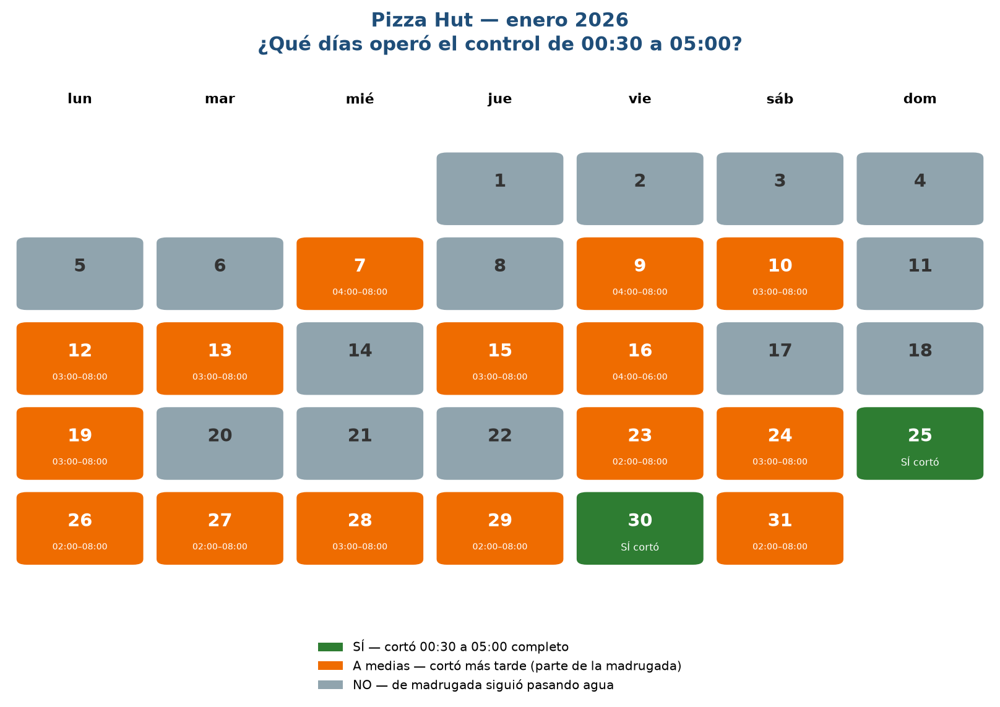 Pizza Hut — enero 2026
¿Qué días operó el control de 00:30 a 05:00?
lun mar mié jue vie sáb dom
1 2 3 4
5 6 7 8 9 10 11
04:00–08:00 04:00–08:00 03:00–08:00
12 13 14 15 16 17 18
03:00–08:00 03:00–08:00 03:00–08:00 04:00–06:00
19 20 21 22 23 24 25
03:00–08:00 02:00–08:00 03:00–08:00 SÍ cortó
26 27 28 29 30 31
02:00–08:00 02:00–08:00 03:00–08:00 02:00–08:00 SÍ cortó 02:00–08:00
SÍ — cortó 00:30 a 05:00 completo
A medias — cortó más tarde (parte de la madrugada)
NO — de madrugada siguió pasando agua